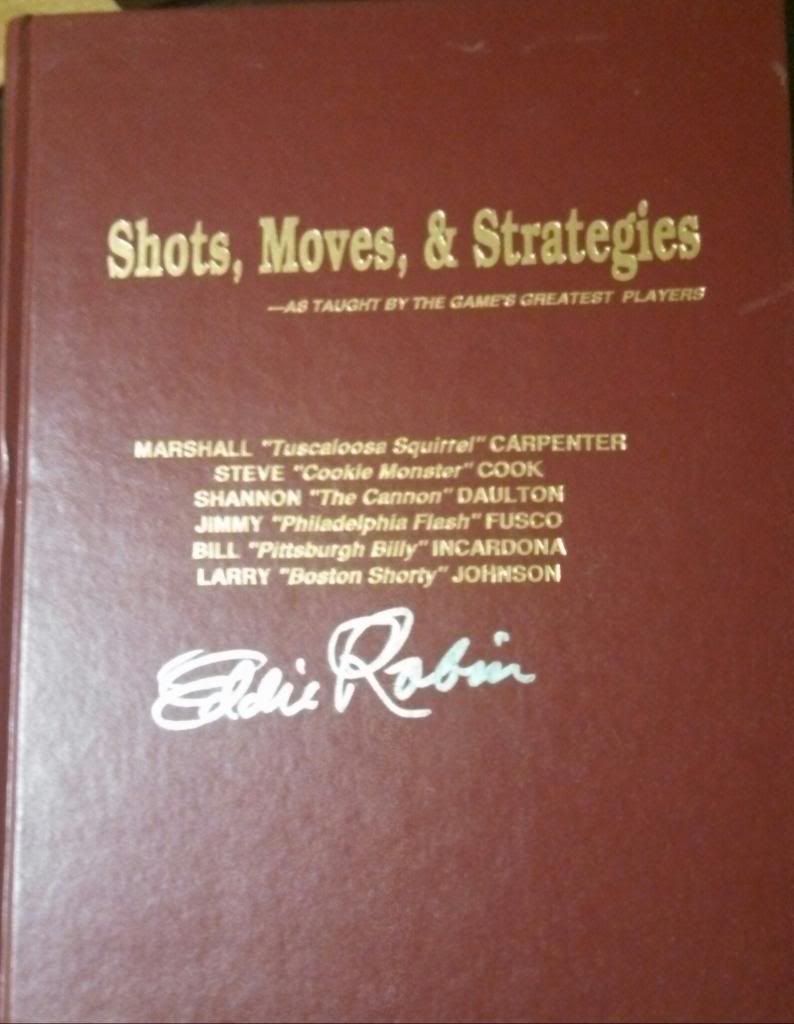 Shots, Moves, & Strategies
—AS TAUGHT BY THE GAME'S GREATEST PLAYERS
MARSHALL "Tuscaloosa Squirrel" CARPENTER
STEVE "Cookie Monster" COOK
SHANNON "The Cannon" DAULTON
JIMMY "Philadelphia Flash" FUSCO
BILL "Pittsburgh Billy" INCARDONA
LARRY "Boston Shorty" JOHNSON
Eddie Robin